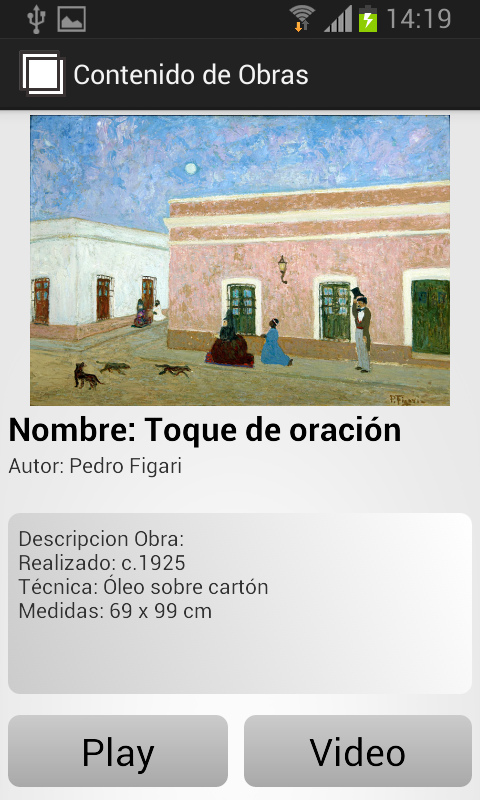 14:19
Contenido de Obras
P. Figari
Nombre: Toque de oración
Autor: Pedro Figari
Descripcion Obra:
Realizado: c.1925
Técnica: Óleo sobre cartón
Medidas: 69 x 99 cm
Play
Video